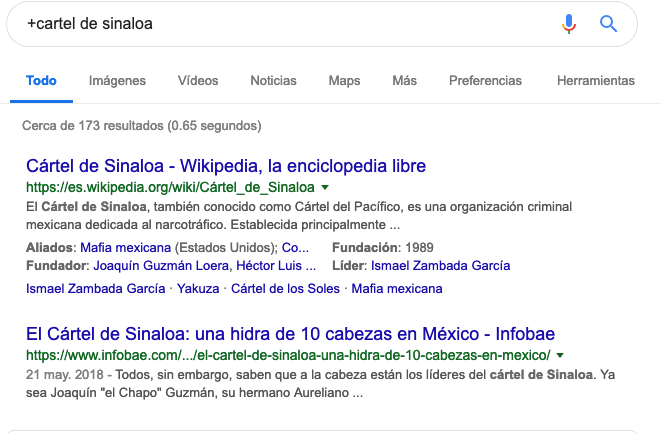 +cartel de sinaloa
Todo Imágenes Vídeos Noticias Maps Más Preferencias Herramientas
Cerca de 173 resultados (0.65 segundos)
Cártel de Sinaloa - Wikipedia, la enciclopedia libre
https://es.wikipedia.org/wiki/Cártel_de_Sinaloa
El Cártel de Sinaloa, también conocido como Cártel del Pacífico, es una organización criminal
mexicana dedicada al narcotráfico. Establecida principalmente ...
Aliados: Mafia mexicana (Estados Unidos); Co... Fundación: 1989
Fundador: Joaquín Guzmán Loera, Héctor Luis ... Líder: Ismael Zambada García
Ismael Zambada García · Yakuza · Cártel de los Soles · Mafia mexicana
El Cártel de Sinaloa: una hidra de 10 cabezas en México - Infobae
https://www.infobae.com/.../el-cartel-de-sinaloa-una-hidra-de-10-cabezas-en-mexico/
21 may. 2018 - Todos, sin embargo, saben que a la cabeza están los líderes del cártel de Sinaloa. Ya
sea Joaquín "el Chapo" Guzmán, su hermano Aureliano ...